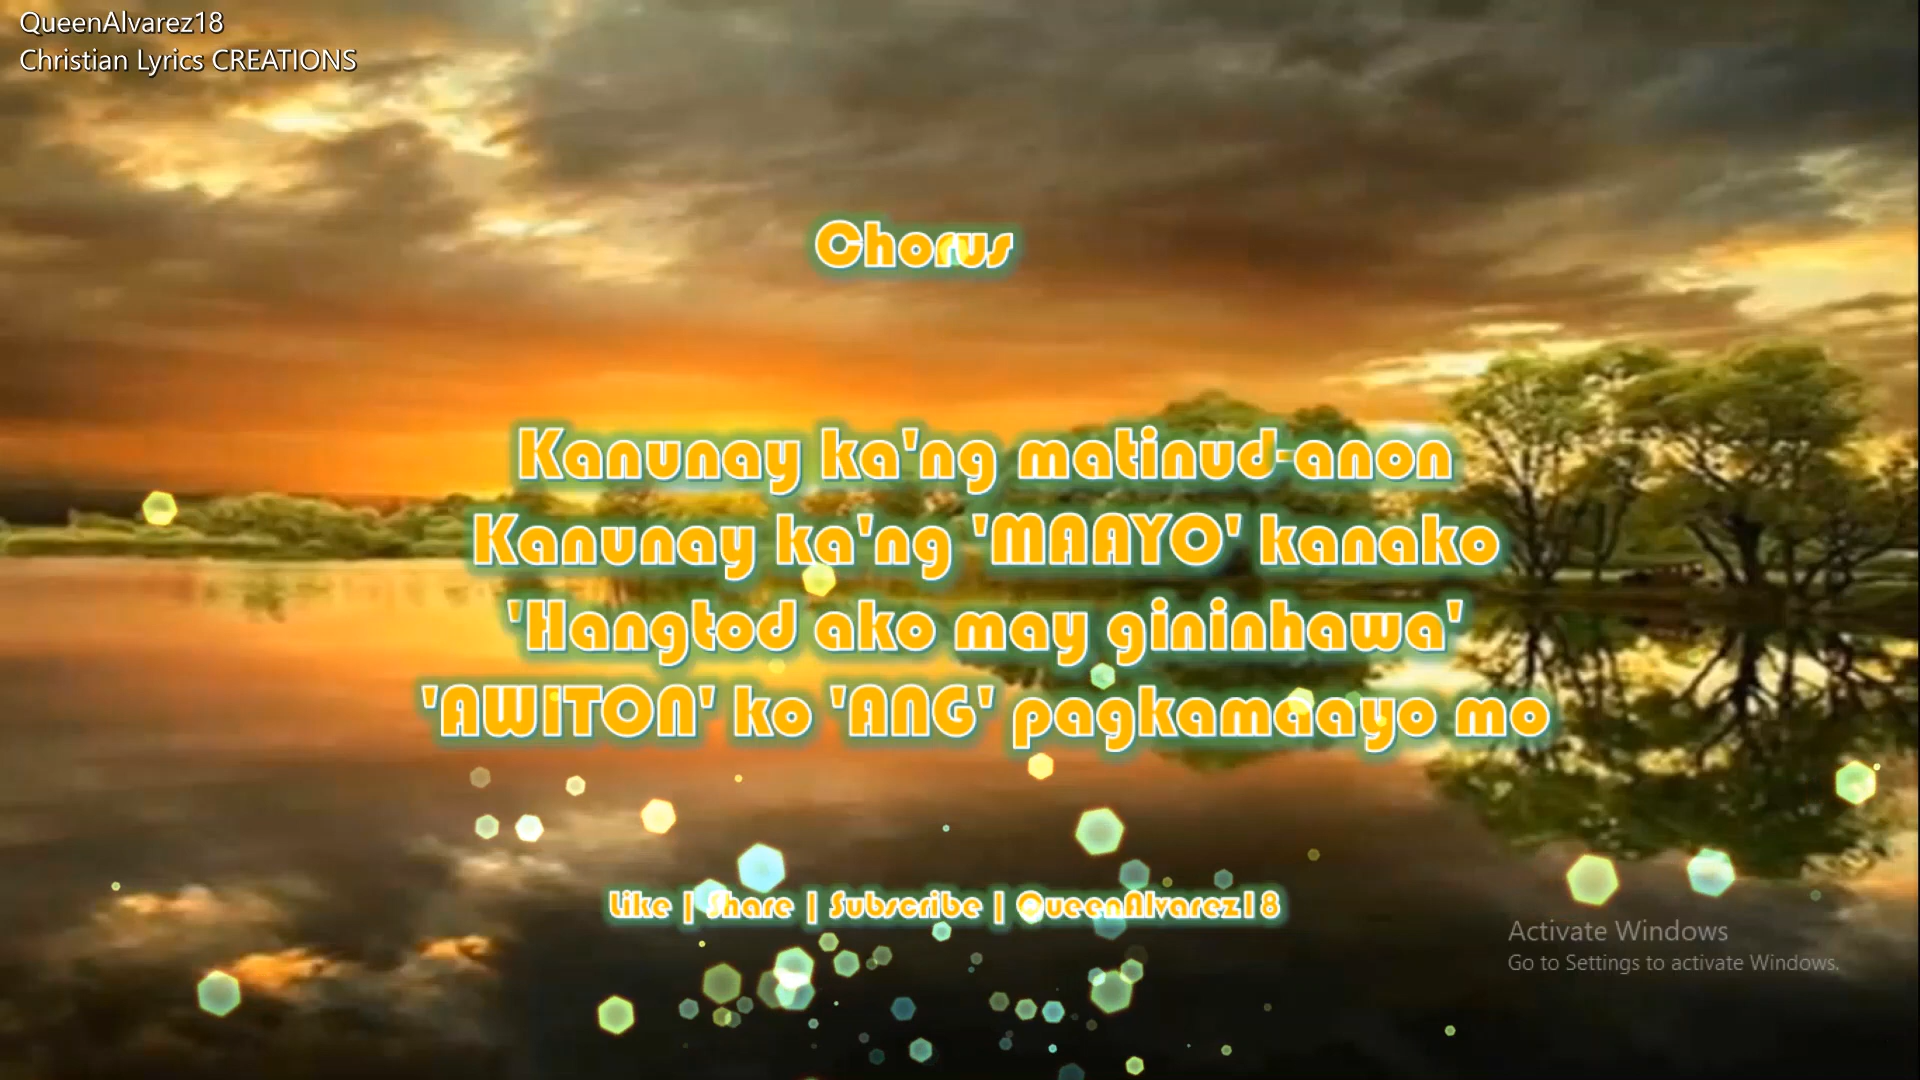 QueenAlvarez18
Christian Lyrics CREATIONS
Chorus
Kanunay ka'ng matinud-anon
Kanunay ka'ng 'MAAYO' kanako
'Hangtod ako may gininhawa'
'AWITON' ko 'ANG' pagkamaayo mo
Like | Share | Subscribe | QueenAlvarez18
Activate Windows
Go to Settings to activate Windows.